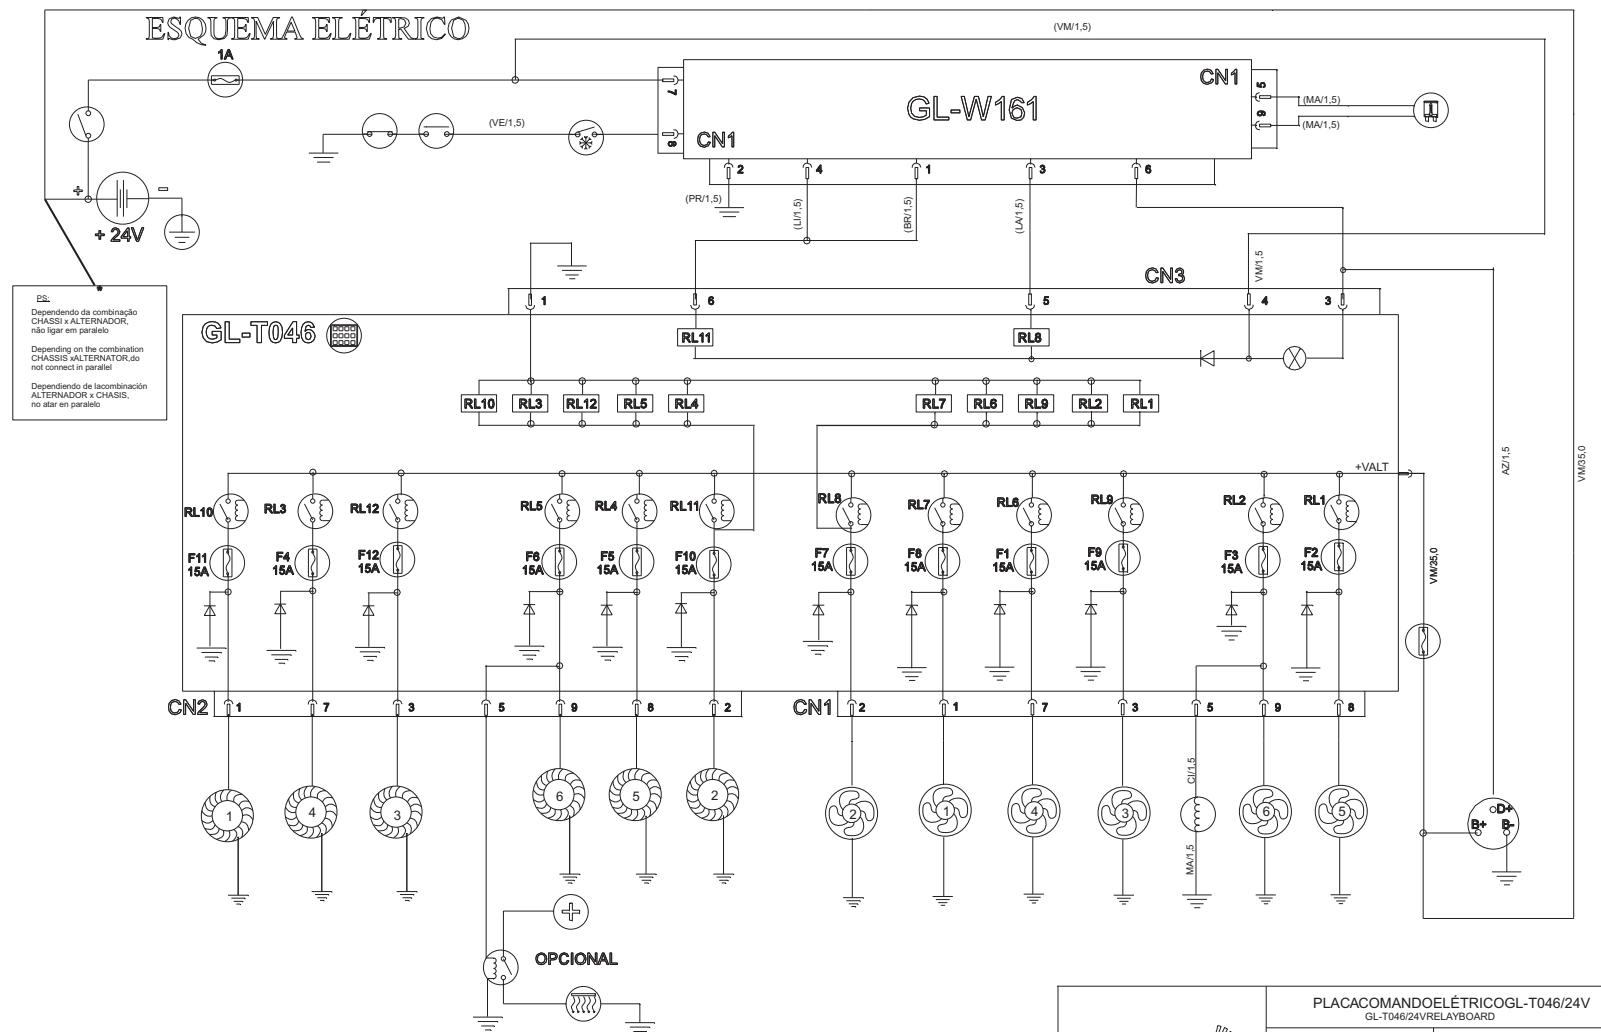 ESQUEMA ELÉTRICO
(VM/1,5)
1A
7
CN1
5
(MA/1,5)
GL-W161
(VE/1,5)
8
CN1
6
(MA/1,5)
2
4
1
3
6
+
-
+ 24V
(PR/1,5)
(LI/1,5)
(BR/1,5)
(LA/1,5)
VM/1,5
CN3
*
PS:
Dependendo da combinação
CHASSI x ALTERNADOR,
não ligar em paralelo
Depending on the combination
CHASSIS xALTERNATOR,do
not connect in parallel
Dependiendo de lacombinación
ALTERNADOR x CHASIS,
no atar en paralelo
1
6
5
4
3
GL-T046
RL11
RL8
RL10
RL3
RL12
RL5
RL4
RL7
RL6
RL9
RL2
RL1
+VALT
AZ/1,5
VM/35,0
RL10
RL3
RL12
RL5
RL4
RL11
RL8
RL7
RL6
RL9
RL2
RL1
F11
15A
F4
15A
F12
15A
F6
15A
F5
15A
F10
15A
F7
15A
F8
15A
F1
15A
F9
15A
F3
15A
F2
15A
VM/35,0
CN2
1
7
3
5
9
8
2
CN1
2
1
7
3
5
9
8
CI/1,5
MA/1,5
1
4
3
6
5
2
2
1
4
3
6
5
D+
B+
B-
OPCIONAL
PLACACOMANDOELÉTRICOGL-T046/24V
GL-T046/24VRELAYBOARD